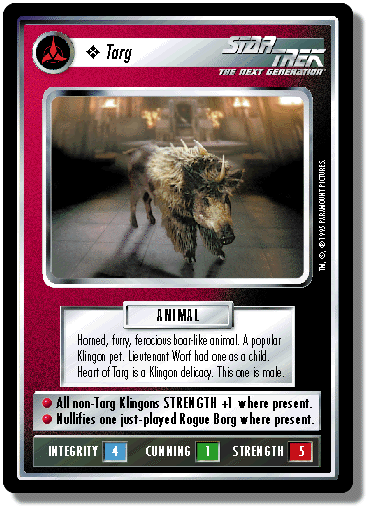 Targ
STAR TREK
THE NEXT GENERATION
TM, ®, © 1995 PARAMOUNT PICTURES.
ANIMAL
Horned, furry, ferocious boar-like animal. A popular
Klingon pet. Lieutenant Worf had one as a child.
Heart of Targ is a Klingon delicacy. This one is male.
All non-Targ Klingons STRENGTH +1 where present.
Nullifies one just-played Rogue Borg where present.
INTEGRITY 4 CUNNING 1 STRENGTH 5